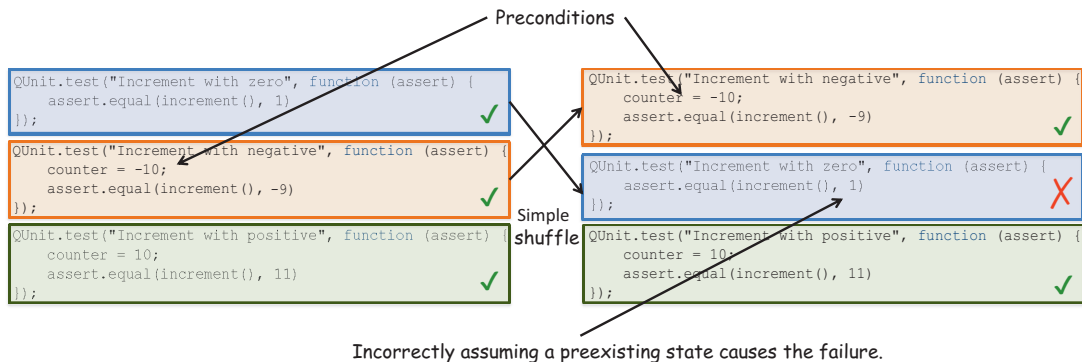 Preconditions
QUnit.test("Increment with zero", function (assert) {
assert.equal(increment(), 1)
});
QUnit.test("Increment with negative", function (assert) {
counter = -10;
assert.equal(increment(), -9)
});
QUnit.test("Increment with positive", function (assert) {
counter = 10;
assert.equal(increment(), 11)
});
Simple
shuffle
QUnit.test("Increment with negative", function (assert) {
counter = -10;
assert.equal(increment(), -9)
});
QUnit.test("Increment with zero", function (assert) {
assert.equal(increment(), 1)
});
QUnit.test("Increment with positive", function (assert) {
counter = 10;
assert.equal(increment(), 11)
});
Incorrectly assuming a preexisting state causes the failure.